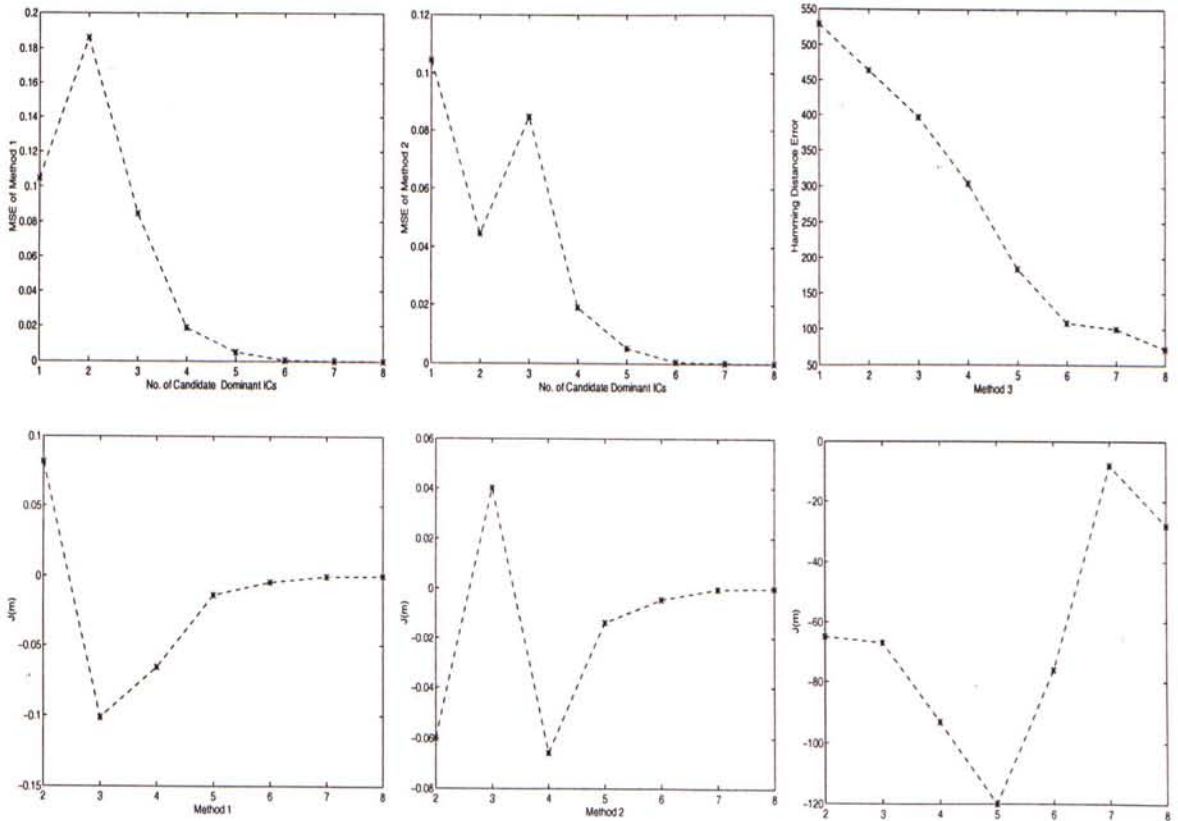 0.2
0.18
0.16
0.14
0.12
0.1
0.08
0.06
0.04
0.02
0
MSE of Method 1
1 2 3 4 5 6 7 8
No. of Candidate Dominant ICs
0.12
0.1
0.08
0.06
0.04
0.02
0
MSE of Method 2
1 2 3 4 5 6 7 8
No. of Candidate Dominant ICs
550
500
450
400
350
300
250
200
150
100
50
Hamming Distance Error
1 2 3 4 5 6 7 8
Method 3
0.1
0.05
0
−0.05
−0.1
−0.15
J(m)
2 3 4 5 6 7 8
Method 1
0.06
0.04
0.02
0
−0.02
−0.04
−0.06
−0.08
J(m)
2 3 4 5 6 7 8
Method 2
0
−20
−40
−60
−80
−100
−120
J(m)
2 3 4 5 6 7 8